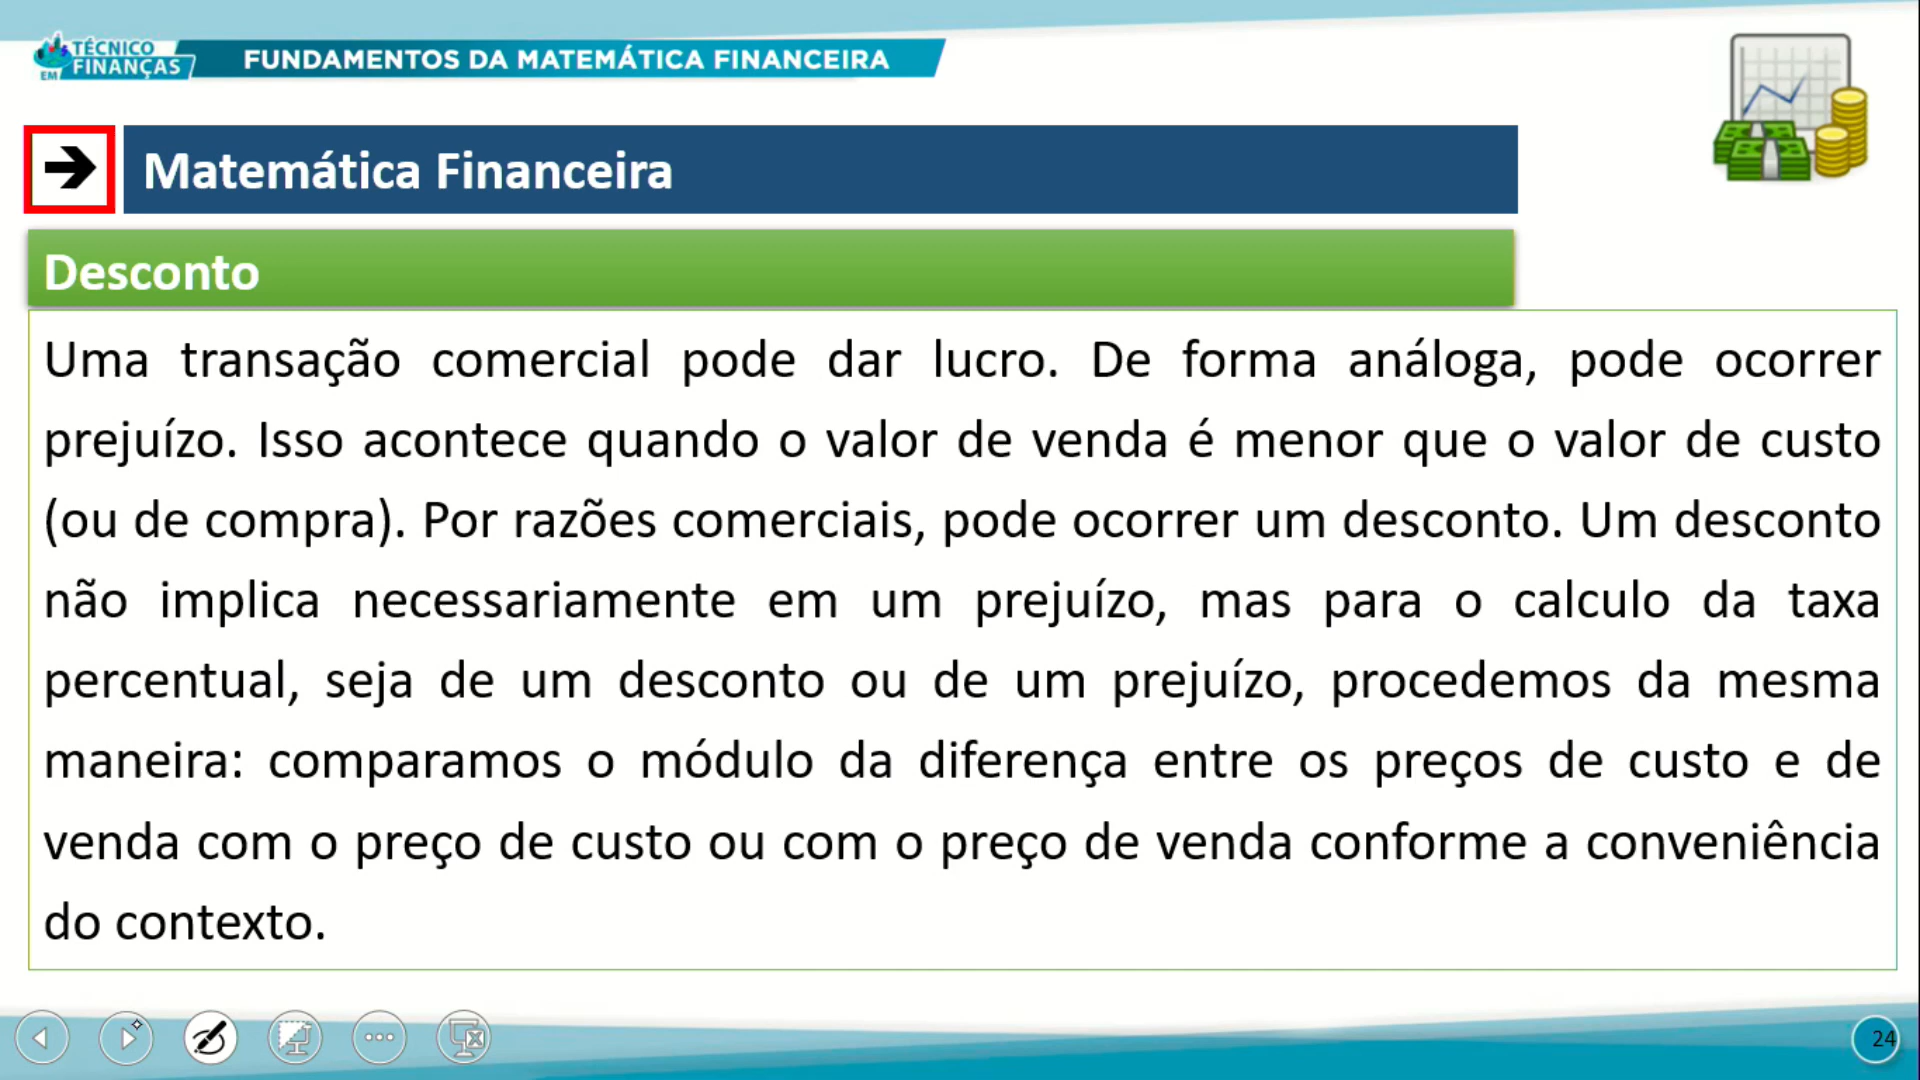 TÉCNICO
EM FINANÇAS
FUNDAMENTOS DA MATEMÁTICA FINANCEIRA
➔ Matemática Financeira
Desconto
Uma transação comercial pode dar lucro. De forma análoga, pode ocorrer
prejuízo. Isso acontece quando o valor de venda é menor que o valor de custo
(ou de compra). Por razões comerciais, pode ocorrer um desconto. Um desconto
não implica necessariamente em um prejuízo, mas para o calculo da taxa
percentual, seja de um desconto ou de um prejuízo, procedemos da mesma
maneira: comparamos o módulo da diferença entre os preços de custo e de
venda com o preço de custo ou com o preço de venda conforme a conveniência
do contexto.
24